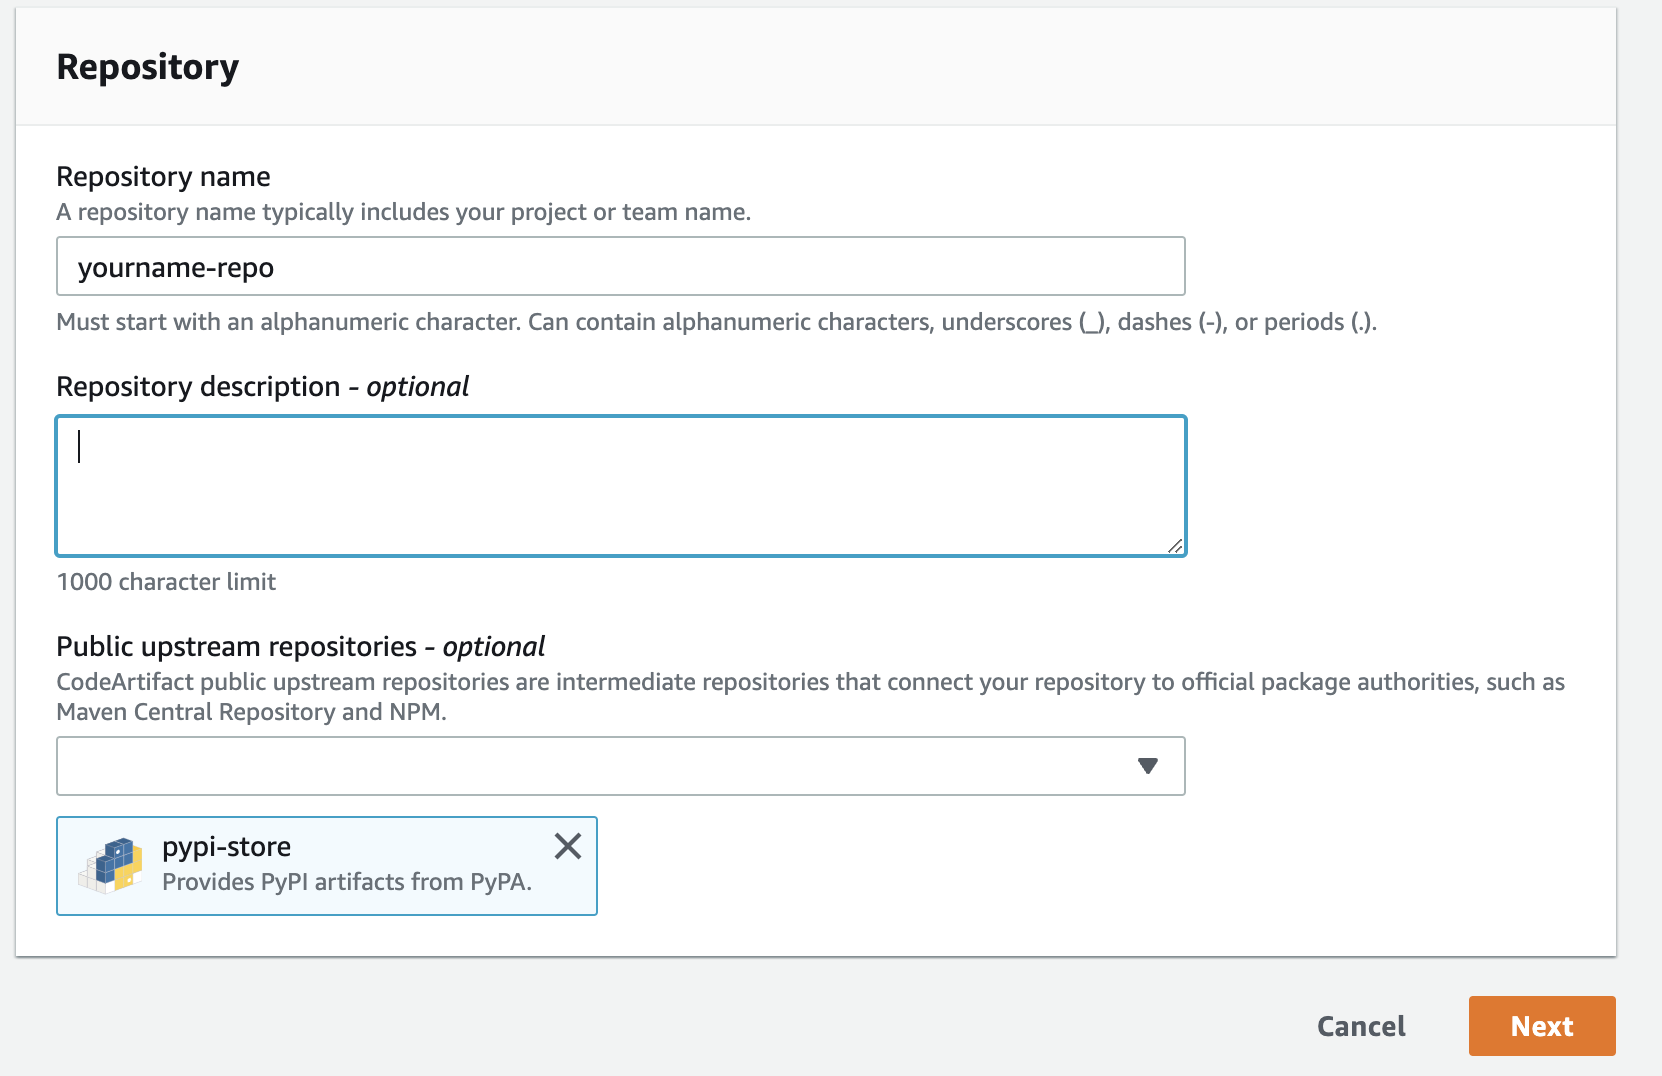 Repository
Repository name
A repository name typically includes your project or team name.
yourname-repo
Must start with an alphanumeric character. Can contain alphanumeric characters, underscores (_), dashes (-), or periods (.).
Repository description - optional
1000 character limit
Public upstream repositories - optional
CodeArtifact public upstream repositories are intermediate repositories that connect your repository to official package authorities, such as
Maven Central Repository and NPM.
pypi-store
Provides PyPI artifacts from PyPA.
Cancel
Next